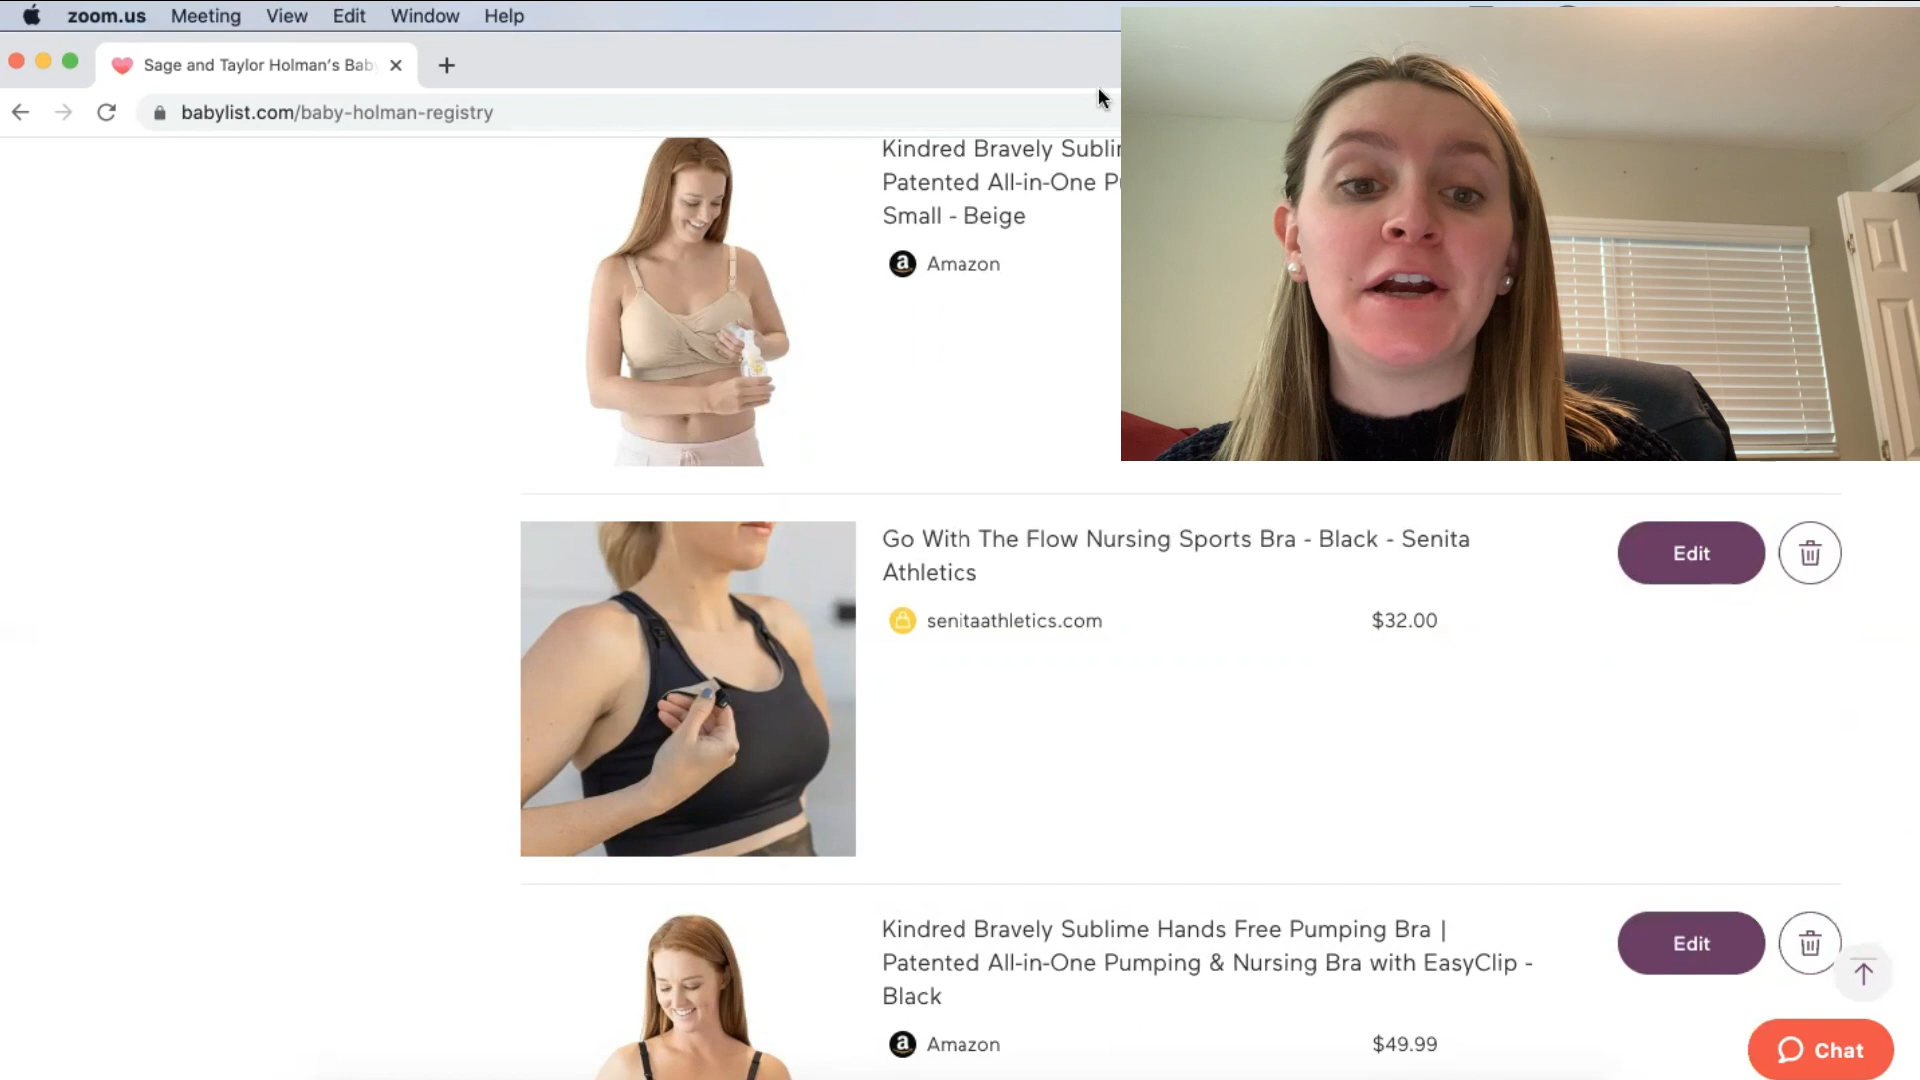 zoom.us Meeting View Edit Window Help
Sage and Taylor Holman's Bab
babylist.com/baby-holman-registry
Kindred Bravely
Patented All-in-One
Small - Beige
a Amazon
Go With The Flow Nursing Sports Bra - Black - Senita
Athletics
senitaathletics.com
$32.00
Edit
Kindred Bravely Sublime Hands Free Pumping Bra |
Patented All-in-One Pumping & Nursing Bra with EasyClip -
Black
a Amazon
$49.99
Edit
Chat